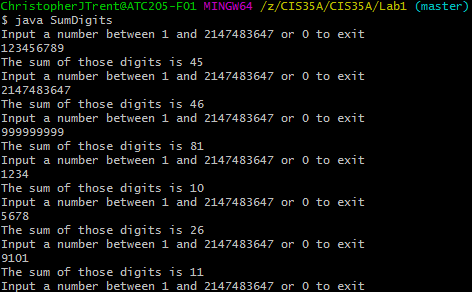 ChristopherJTrent@ATC205-F01 MINGW64 /z/CIS35A/CIS35A/Lab1 (master)
$ java SumDigits
Input a number between 1 and 2147483647 or 0 to exit
123456789
The sum of those digits is 45
Input a number between 1 and 2147483647 or 0 to exit
2147483647
The sum of those digits is 46
Input a number between 1 and 2147483647 or 0 to exit
999999999
The sum of those digits is 81
Input a number between 1 and 2147483647 or 0 to exit
1234
The sum of those digits is 10
Input a number between 1 and 2147483647 or 0 to exit
5678
The sum of those digits is 26
Input a number between 1 and 2147483647 or 0 to exit
9101
The sum of those digits is 11
Input a number between 1 and 2147483647 or 0 to exit